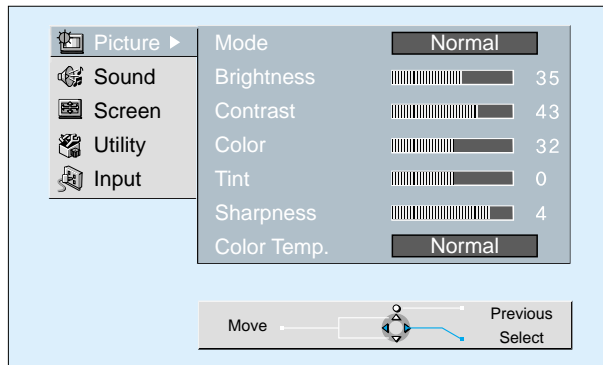 Picture
Sound
Screen
Utility
Input
Mode Normal
Brightness 35
Contrast 43
Color 32
Tint 0
Sharpness 4
Color Temp. Normal
Move
Previous
Select